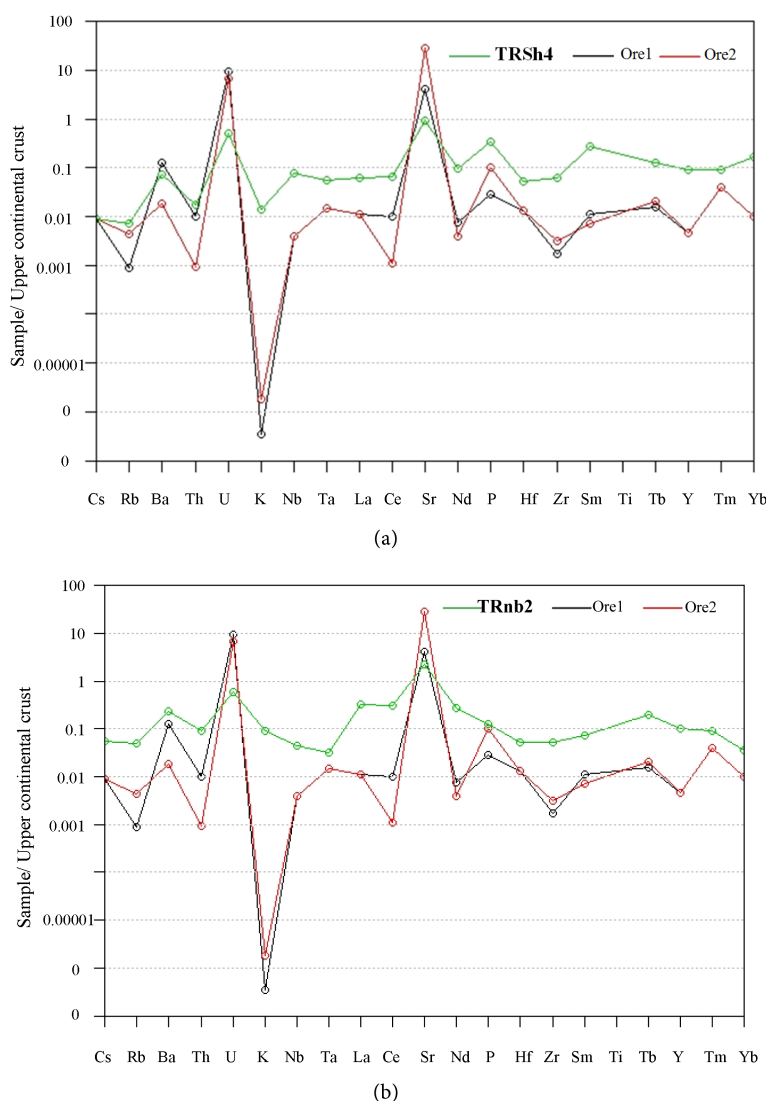 100
TRSh4 Ore1 Ore2
10
1
0.1
0.01
0.001
0.00001
0
0
Sample/ Upper continental crust
Cs Rb Ba Th U K Nb Ta La Ce Sr Nd P Hf Zr Sm Ti Tb Y Tm Yb
(a)
100
TRnb2 Ore1 Ore2
10
1
0.1
0.01
0.001
0.00001
0
0
Sample/ Upper continental crust
Cs Rb Ba Th U K Nb Ta La Ce Sr Nd P Hf Zr Sm Ti Tb Y Tm Yb
(b)